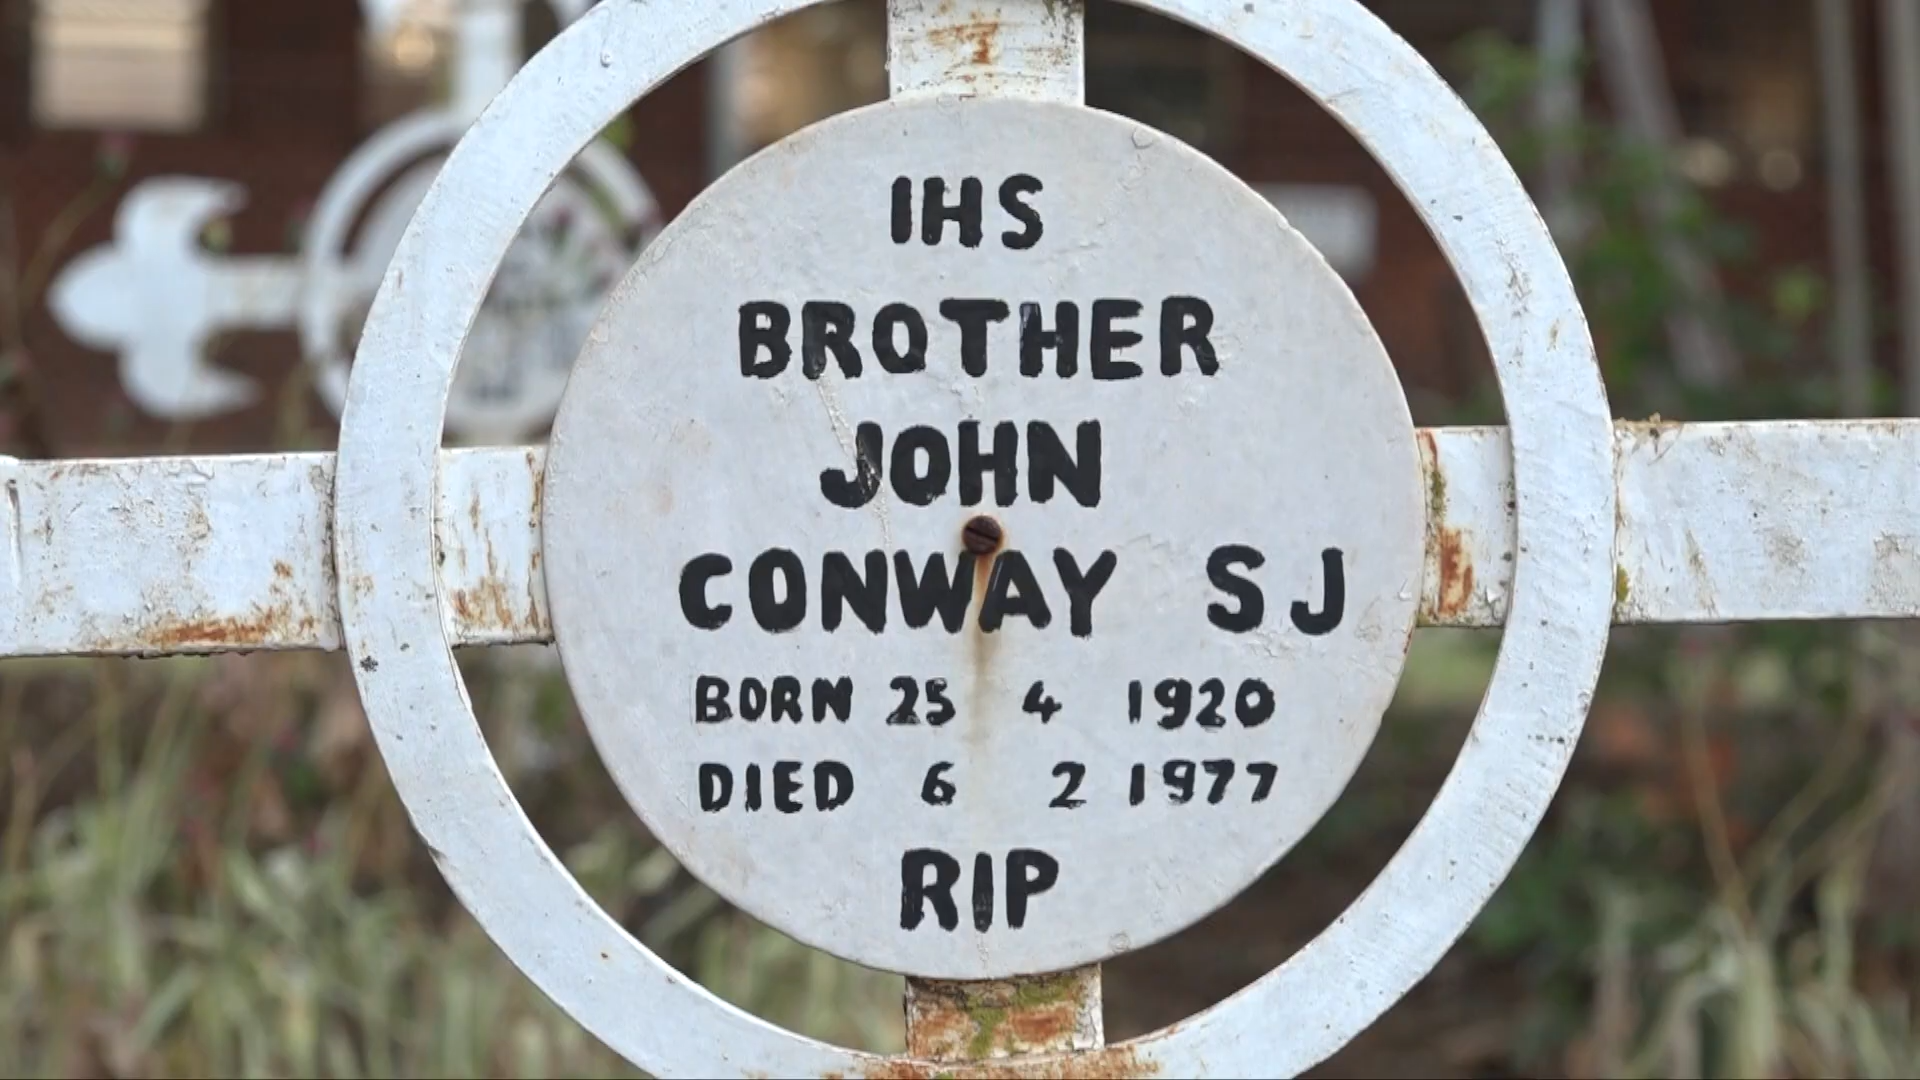 IHS
BROTHER
JOHN
CONWAY SJ
BORN 25 4 1920
DIED 6 2 1977
RIP